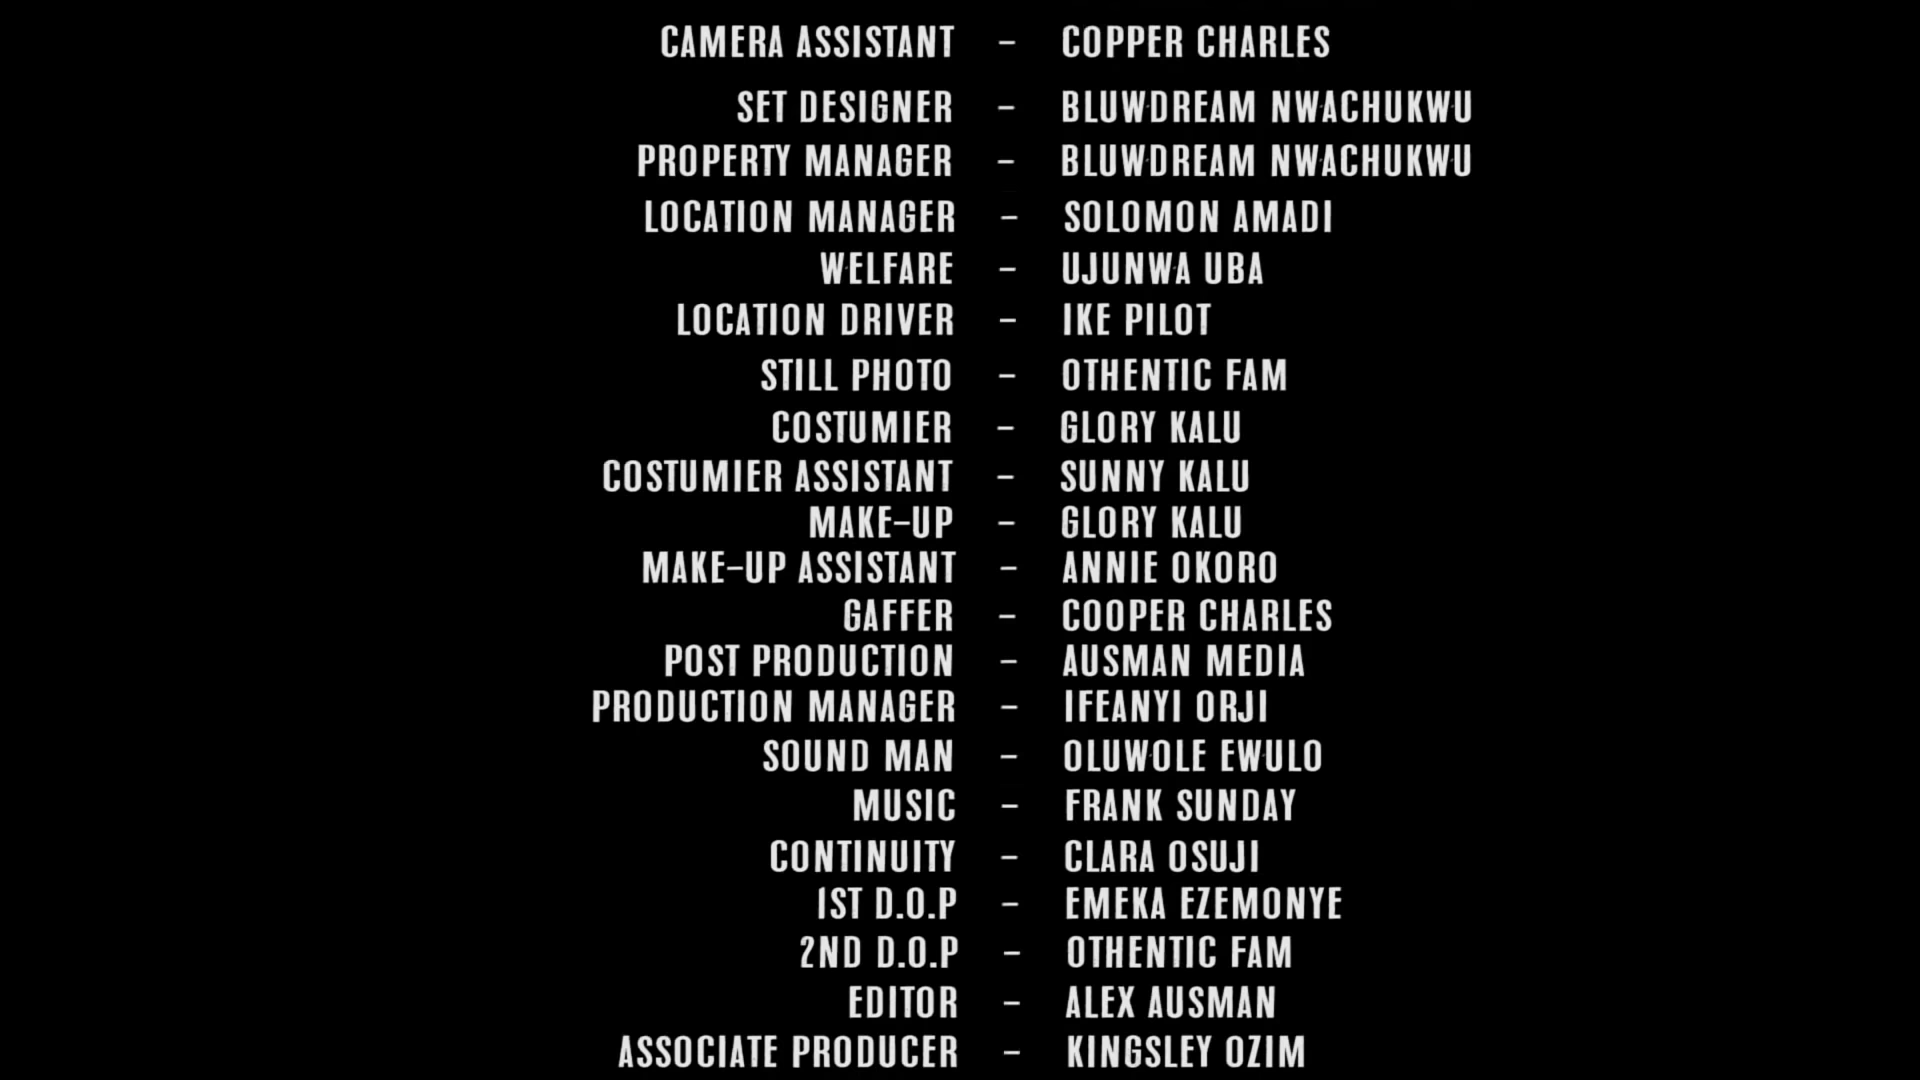 CAMERA ASSISTANT - COPPER CHARLES
SET DESIGNER - BLUWDREAM NWACHUKWU
PROPERTY MANAGER - BLUWDREAM NWACHUKWU
LOCATION MANAGER - SOLOMON AMADI
WELFARE - UJUNWA UBA
LOCATION DRIVER - IKE PILOT
STILL PHOTO - OTHENTIC FAM
COSTUMIER - GLORY KALU
COSTUMIER ASSISTANT - SUNNY KALU
MAKE-UP - GLORY KALU
MAKE-UP ASSISTANT - ANNIE OKORO
GAFFER - COOPER CHARLES
POST PRODUCTION - AUSMAN MEDIA
PRODUCTION MANAGER - IFEANYI ORJI
SOUND MAN - OLUWOLE EWULO
MUSIC - FRANK SUNDAY
CONTINUITY - CLARA OSUJI
1ST D.O.P - EMEKA EZEMONYE
2ND D.O.P - OTHENTIC FAM
EDITOR - ALEX AUSMAN
ASSOCIATE PRODUCER - KINGSLEY OZIM